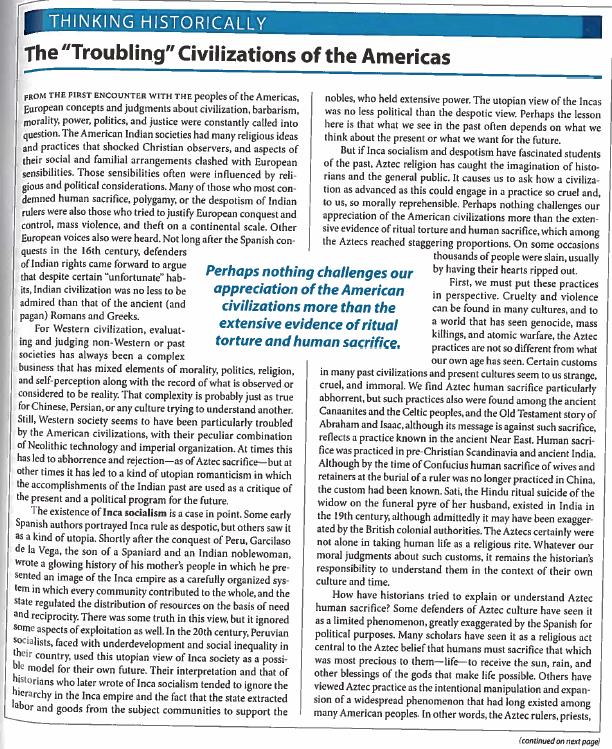 THINKING HISTORICALLY
The "Troubling" Civilizations of the Americas
FROM THE FIRST ENCOUNTER WITH THE peoples of the Americas,
European concepts and judgments about civilization, barbarism,
morality, power, politics, and justice were constantly called into
question. The American Indian societies had many religious ideas
and practices that shocked Christian observers, and aspects of
their social and familial arrangements clashed with European
sensibilities. Those sensibilities often were influenced by reli-
gious and political considerations. Many of those who most con-
demned human sacrifice, polygamy, or the despotism of Indian
rulers were also those who tried to justify European conquest and
control, mass violence, and theft on a continental scale. Other
European voices also were heard. Not long after the Spanish con-
quests in the 16th century, defenders
of Indian rights came forward to argue
that despite certain "unfortunate" hab-
its, Indian civilization was no less to be
admired than that of the ancient (and
pagan) Romans and Greeks.
For Western civilization, evaluat-
ing and judging non-Western or past
societies has always been a complex
business that has mixed elements of morality, politics, religion,
and self-perception along with the record of what is observed or
considered to be reality. That complexity is probably just as true
for Chinese, Persian, or any culture trying to understand another.
Still, Western society seems to have been particularly troubled
by the American civilizations, with their peculiar combination
of Neolithic technology and imperial organization. At times this
has led to abhorrence and rejection—as of Aztec sacrifice—but at
other times it has led to a kind of utopian romanticism in which
the accomplishments of the Indian past are used as a critique of
the present and a political program for the future.
The existence of Inca socialism is a case in point. Some early
Spanish authors portrayed Inca rule as despotic, but others saw it
as a kind of utopia. Shortly after the conquest of Peru, Garcilaso
de la Vega, the son of a Spaniard and an Indian noblewoman,
wrote a glowing history of his mother's people in which he pre-
sented an image of the Inca empire as a carefully organized sys-
tem in which every community contributed to the whole, and the
state regulated the distribution of resources on the basis of need
and reciprocity. There was some truth in this view, but it ignored
some aspects of exploitation as well. In the 20th century, Peruvian
socialists, faced with underdevelopment and social inequality in
their country, used this utopian view of Inca society as a possi-
ble model for their own future. Their interpretation and that of
historians who later wrote of Inca socialism tended to ignore the
hierarchy in the Inca empire and the fact that the state extracted
labor and goods from the subject communities to support the
Perhaps nothing challenges our
appreciation of the American
civilizations more than the
extensive evidence of ritual
torture and human sacrifice.
nobles, who held extensive power. The utopian view of the Incas
was no less political than the despotic view. Perhaps the lesson
here is that what we see in the past often depends on what we
think about the present or what we want for the future.
But if Inca socialism and despotism have fascinated students
of the past, Aztec religion has caught the imagination of histo-
rians and the general public. It causes us to ask how a civiliza-
tion as advanced as this could engage in a practice so cruel and,
to us, so morally reprehensible. Perhaps nothing challenges our
appreciation of the American civilizations more than the exten-
sive evidence of ritual torture and human sacrifice, which among
the Aztecs reached staggering proportions. On some occasions
thousands of people were slain, usually
by having their hearts ripped out.
First, we must put these practices
in perspective. Cruelty and violence
can be found in many cultures, and to
a world that has seen genocide, mass
killings, and atomic warfare, the Aztec
practices are not so different from what
our own age has seen. Certain customs
in many past civilizations and present cultures seem to us strange,
cruel, and immoral. We find Aztec human sacrifice particularly
abhorrent, but such practices also were found among the ancient
Canaanites and the Celtic peoples, and the Old Testament story of
Abraham and Isaac, although its message is against such sacrifice,
reflects a practice known in the ancient Near East. Human sacri-
fice was practiced in pre-Christian Scandinavia and ancient India.
Although by the time of Confucius human sacrifice of wives and
retainers at the burial of a ruler was no longer practiced in China,
the custom had been known. Sati, the Hindu ritual suicide of the
widow on the funeral pyre of her husband, existed in India in
the 19th century, although admittedly it may have been exagger-
ated by the British colonial authorities. The Aztecs certainly were
not alone in taking human life as a religious rite. Whatever our
moral judgments about such customs, it remains the historian's
responsibility to understand them in the context of their own
culture and time.
How have historians tried to explain or understand Aztec
human sacrifice? Some defenders of Aztec culture have seen it
as a limited phenomenon, greatly exaggerated by the Spanish for
political purposes. Many scholars have seen it as a religious act
central to the Aztec belief that humans must sacrifice that which
was most precious to them—life—to receive the sun, rain, and
other blessings of the gods that make life possible. Others have
viewed Aztec practice as the intentional manipulation and expan-
sion of a widespread phenomenon that had long existed among
many American peoples. In other words, the Aztec rulers, priests,
(continued on next page)